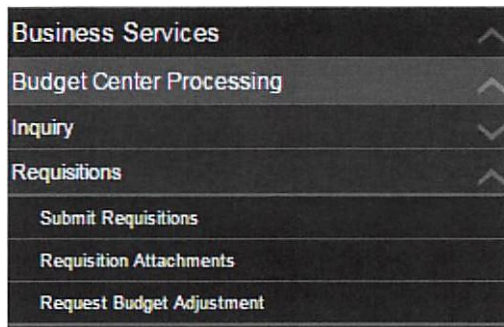 Business Services
Budget Center Processing
Inquiry
Requisitions
Submit Requisitions
Requisition Attachments
Request Budget Adjustment